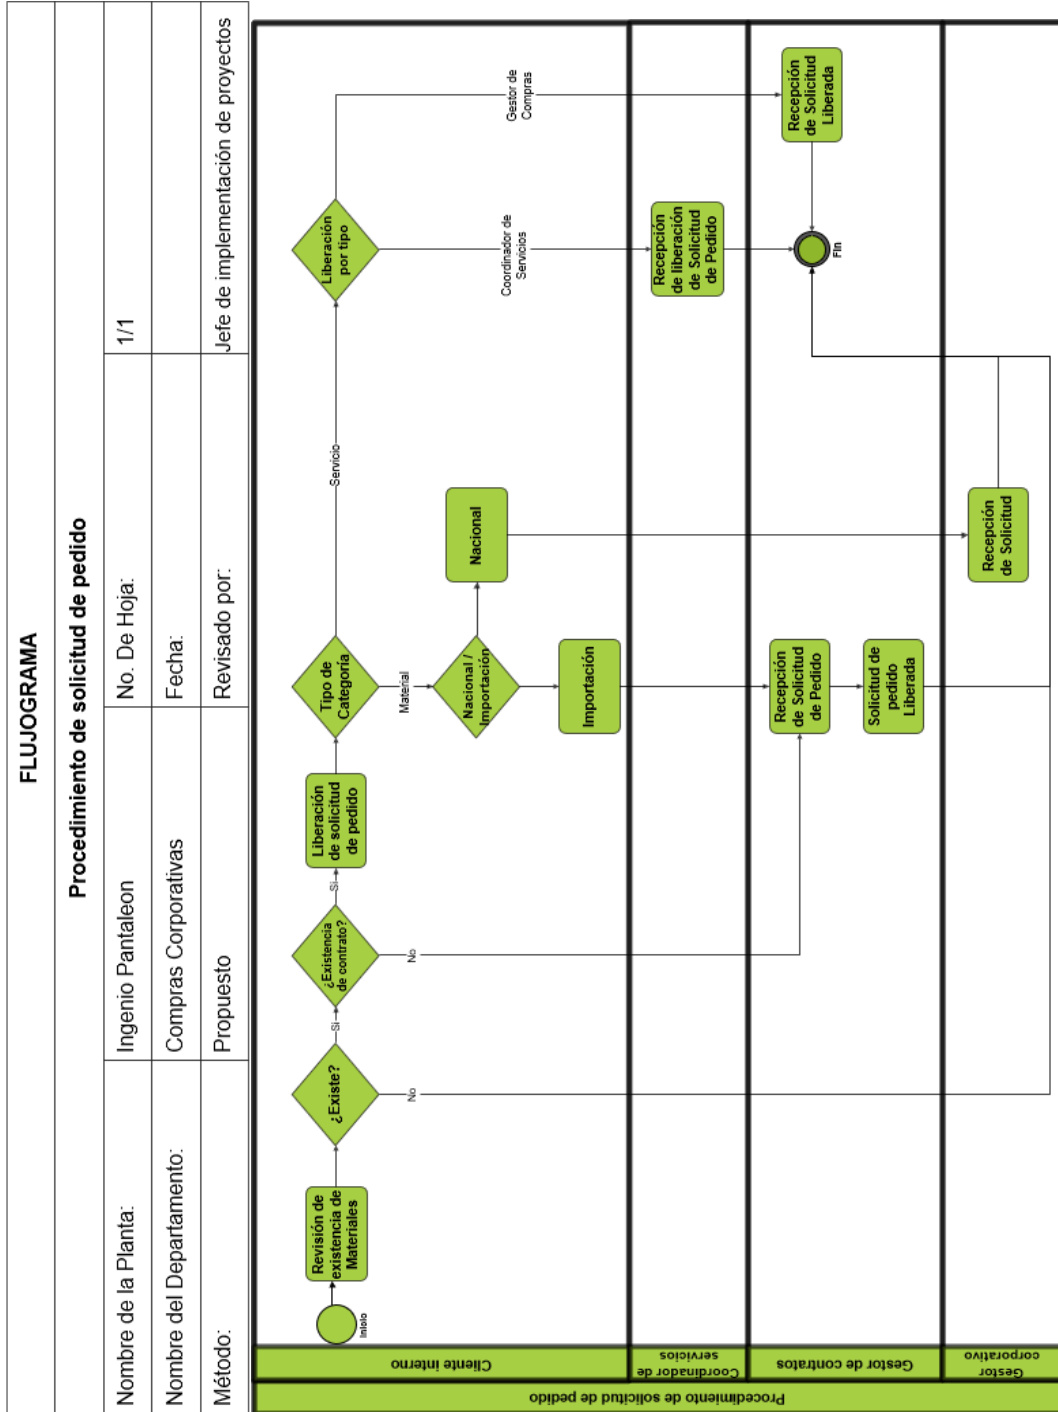 FLUJOGRAMA
Procedimiento de solicitud de pedido
Nombre de la Planta:
Ingenio Pantaleon
No. De Hoja:
1/1
Nombre del Departamento:
Compras Corporativas
Fecha:
Método:
Propuesto
Revisado por:
Jefe de implementación de proyectos
Procedimiento de solicitud de pedido
Cliente interno
Inicio
Revisión de
existencia de
Materiales
¿Existe?
Si
No
¿Existencia
de contrato?
Si
No
Liberación
de solicitud
de pedido
Tipo de
Categoría
Material
Servicio
Nacional /
Importación
Nacional
Importación
Liberación
por tipo
Coordinador de
Servicios
Gestor de
Compras
Coordinador de
servicios
Recepción
de liberación
de Solicitud
de Pedido
Gestor de contratos
Recepción
de Solicitud
de Pedido
Solicitud de
pedido
Liberada
Fin
Recepción
de Solicitud
Liberada
Gestor
corporativo
Recepción
de Solicitud